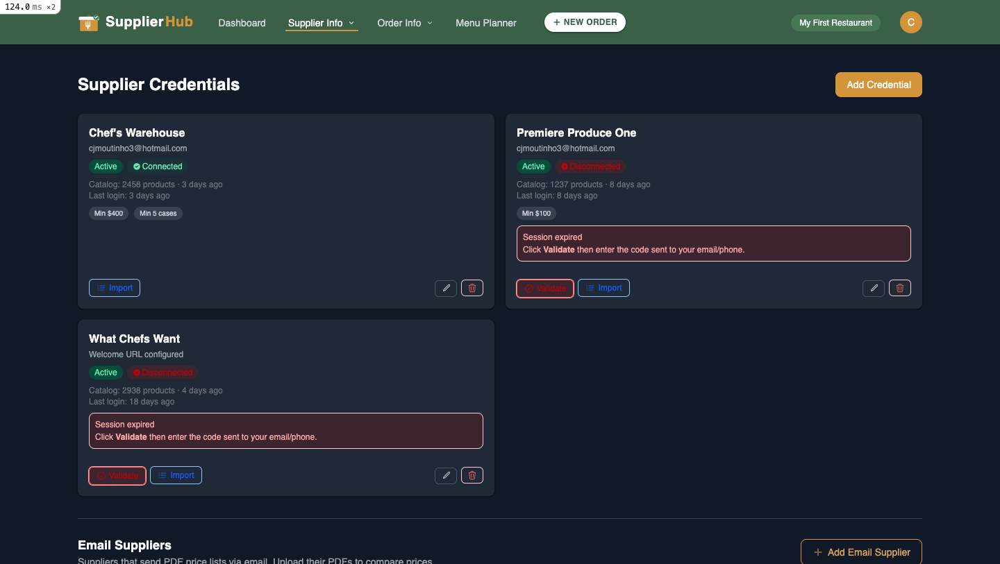 124.0 ms ×2
SupplierHub
Dashboard
Supplier Info
Order Info
Menu Planner
+ NEW ORDER
My First Restaurant
C
Supplier Credentials
Add Credential
Chef's Warehouse
cjmoutinho3@hotmail.com
Active
Connected
Catalog: 2458 products · 3 days ago
Last login: 3 days ago
Min $400
Min 5 cases
Import
Premiere Produce One
cjmoutinho3@hotmail.com
Active
Disconnected
Catalog: 1237 products · 8 days ago
Last login: 8 days ago
Min $100
Session expired
Click Validate then enter the code sent to your email/phone.
Validate
Import
What Chefs Want
Welcome URL configured
Active
Disconnected
Catalog: 2938 products · 4 days ago
Last login: 18 days ago
Session expired
Click Validate then enter the code sent to your email/phone.
Validate
Import
Email Suppliers
Suppliers that send PDF price lists via email. Upload their PDFs to compare prices.
+ Add Email Supplier